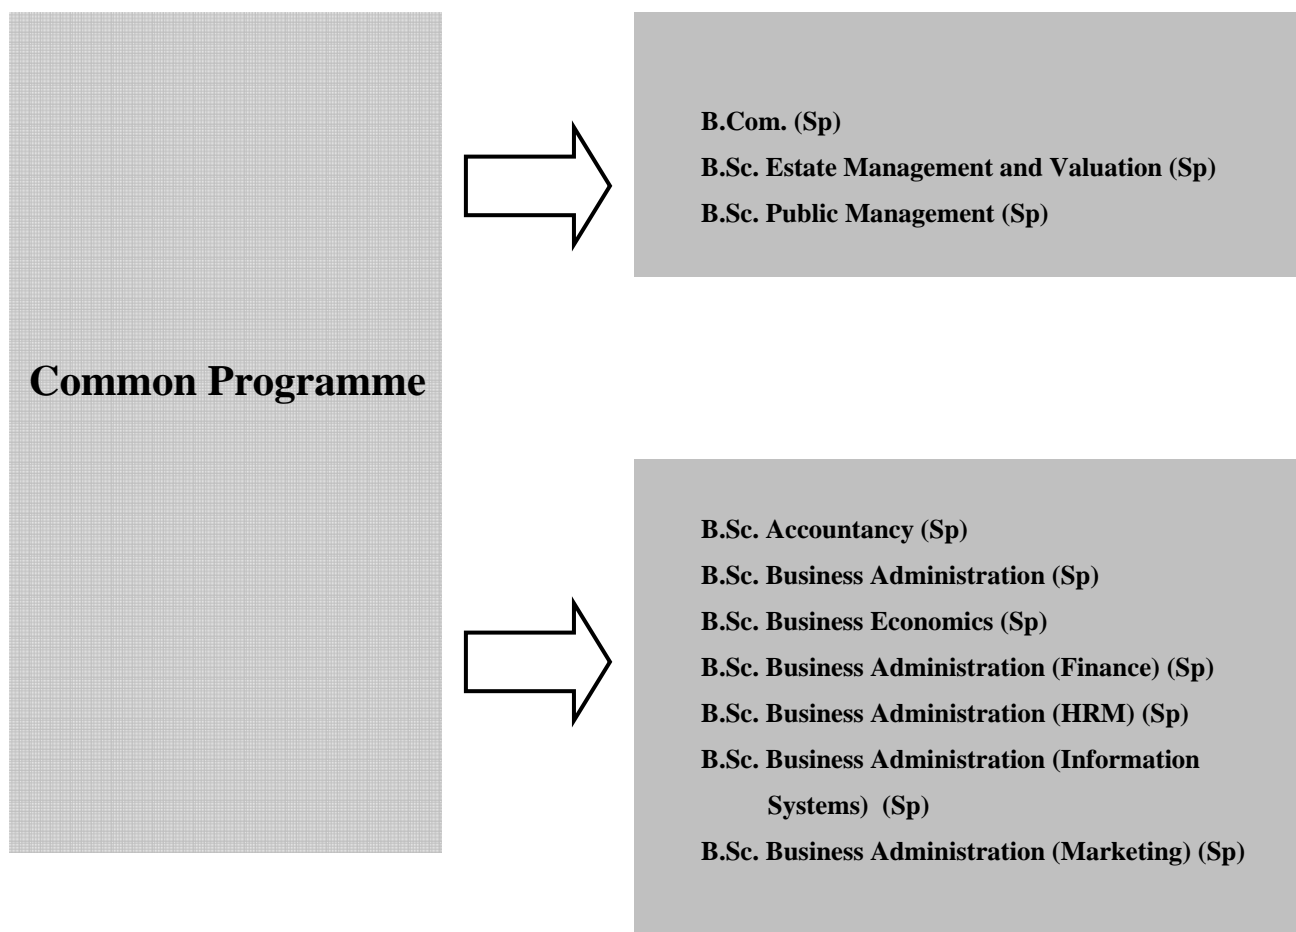 Common Programme
B.Com. (Sp)
B.Sc. Estate Management and Valuation (Sp)
B.Sc. Public Management (Sp)
B.Sc. Accountancy (Sp)
B.Sc. Business Administration (Sp)
B.Sc. Business Economics (Sp)
B.Sc. Business Administration (Finance) (Sp)
B.Sc. Business Administration (HRM) (Sp)
B.Sc. Business Administration (Information
Systems)  (Sp)
B.Sc. Business Administration (Marketing) (Sp)